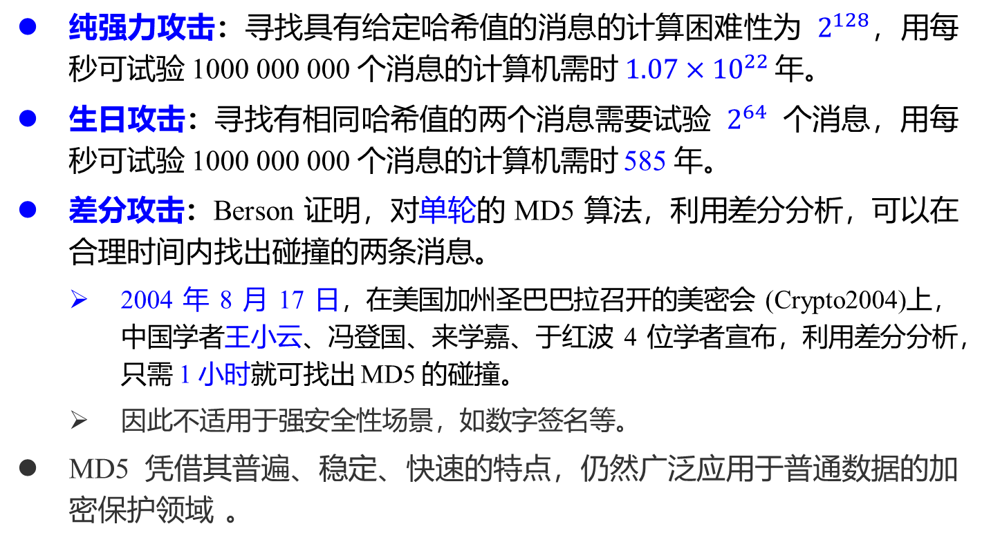 ● 纯强力攻击：寻找具有给定哈希值的消息的计算困难性为 2¹²⁸，用每
秒可试验 1000 000 000 个消息的计算机需时 1.07 × 10²² 年。
● 生日攻击：寻找有相同哈希值的两个消息需要试验 2⁶⁴ 个消息，用每
秒可试验 1000 000 000 个消息的计算机需时 585 年。
● 差分攻击：Berson 证明，对单轮的 MD5 算法，利用差分分析，可以在
合理时间内找出碰撞的两条消息。
➢ 2004 年 8 月 17 日，在美国加州圣巴巴拉召开的美密会 (Crypto2004)上，
中国学者王小云、冯登国、来学嘉、于红波 4 位学者宣布，利用差分分析，
只需 1 小时就可找出 MD5 的碰撞。
➢ 因此不适用于强安全性场景，如数字签名等。
● MD5 凭借其普遍、稳定、快速的特点，仍然广泛应用于普通数据的加
密保护领域 。